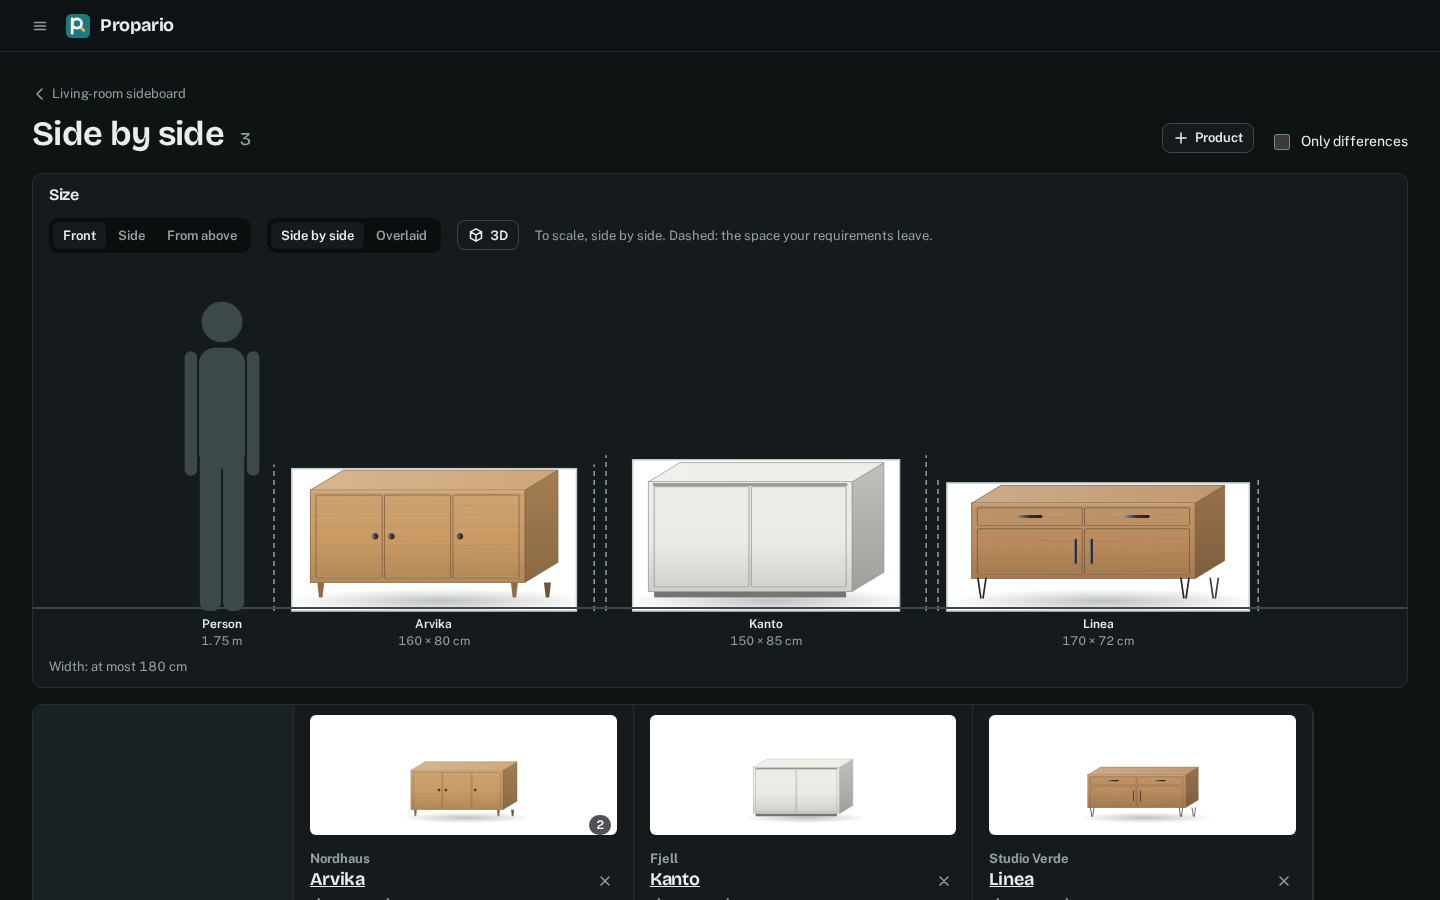 Propario
Living-room sideboard
Side by side 3
Product
Only differences
Size
Front Side From above Side by side Overlaid 3D To scale, side by side. Dashed: the space your requirements leave.
Person Arvika Kanto Linea
1.75 m 160 × 80 cm 150 × 85 cm 170 × 72 cm
Width: at most 180 cm
2
Nordhaus Fjell Studio Verde
Arvika Kanto Linea